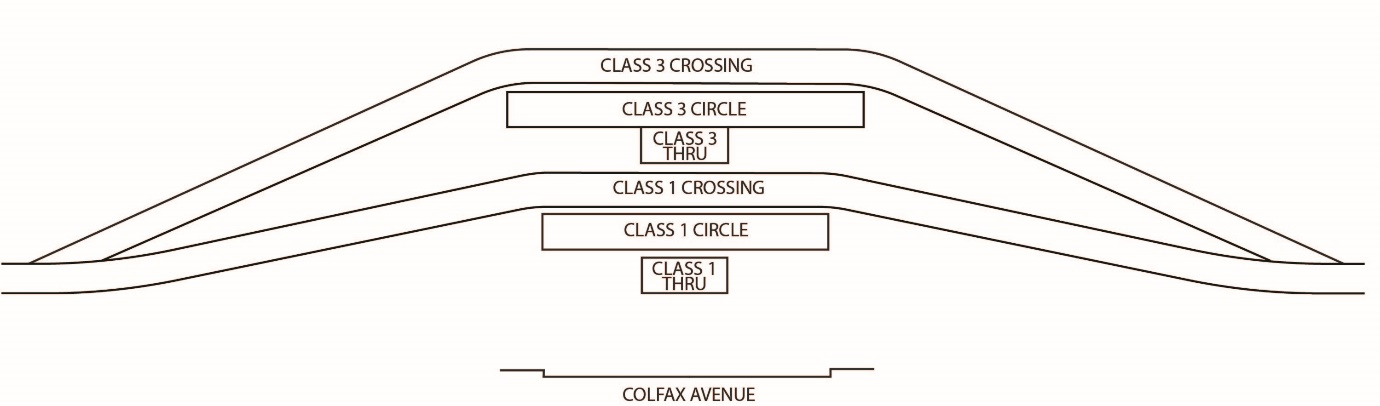 CLASS 3 CROSSING
CLASS 3 CIRCLE
CLASS 3
THRU
CLASS 1 CROSSING
CLASS 1 CIRCLE
CLASS 1
THRU
COLFAX AVENUE